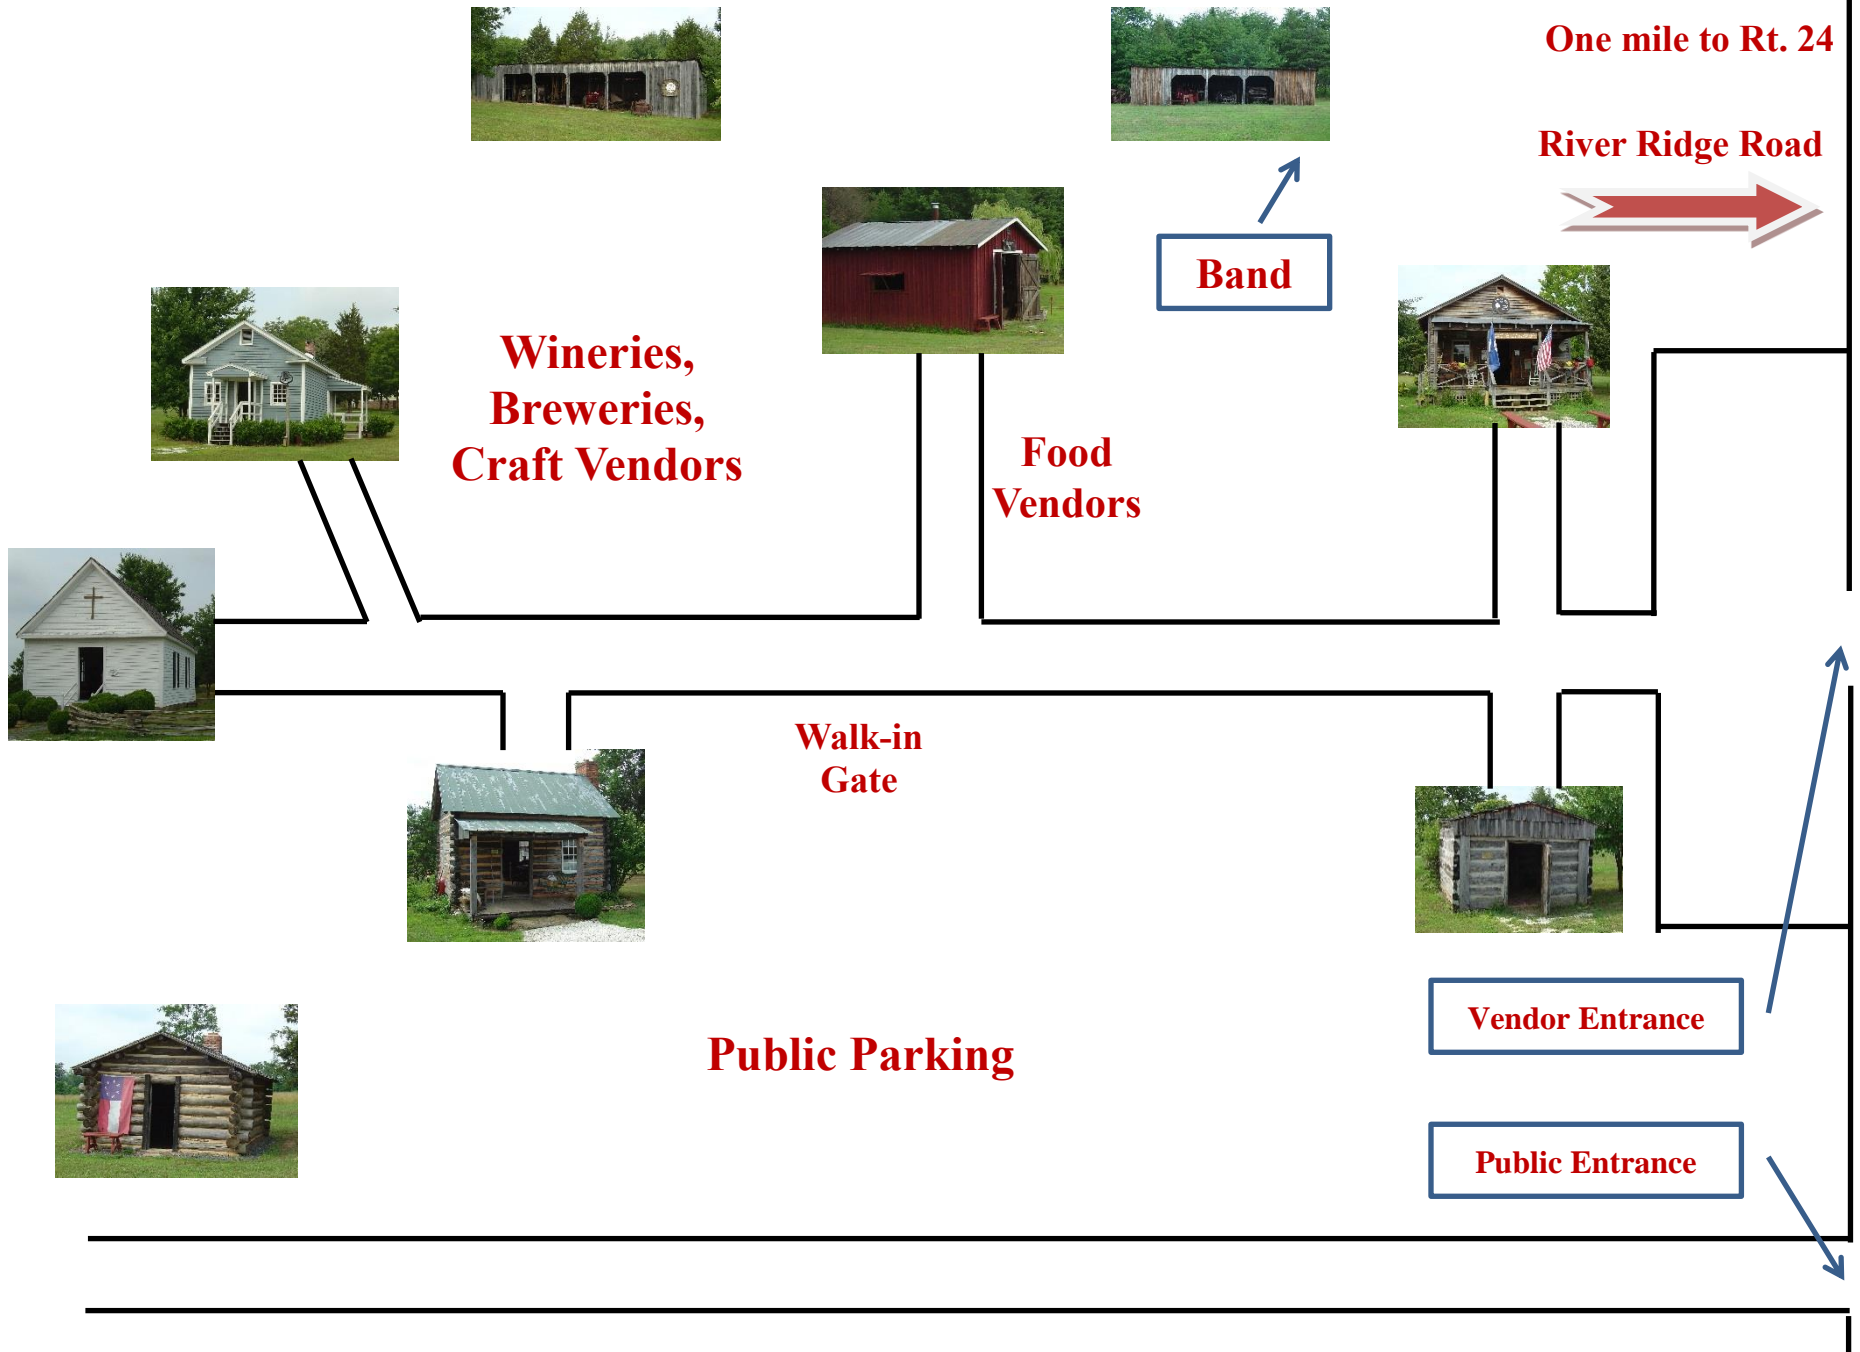 One mile to Rt. 24
River Ridge Road
Band
Wineries,
Breweries,
Craft Vendors
Food
Vendors
Walk-in
Gate
Vendor Entrance
Public Parking
Public Entrance